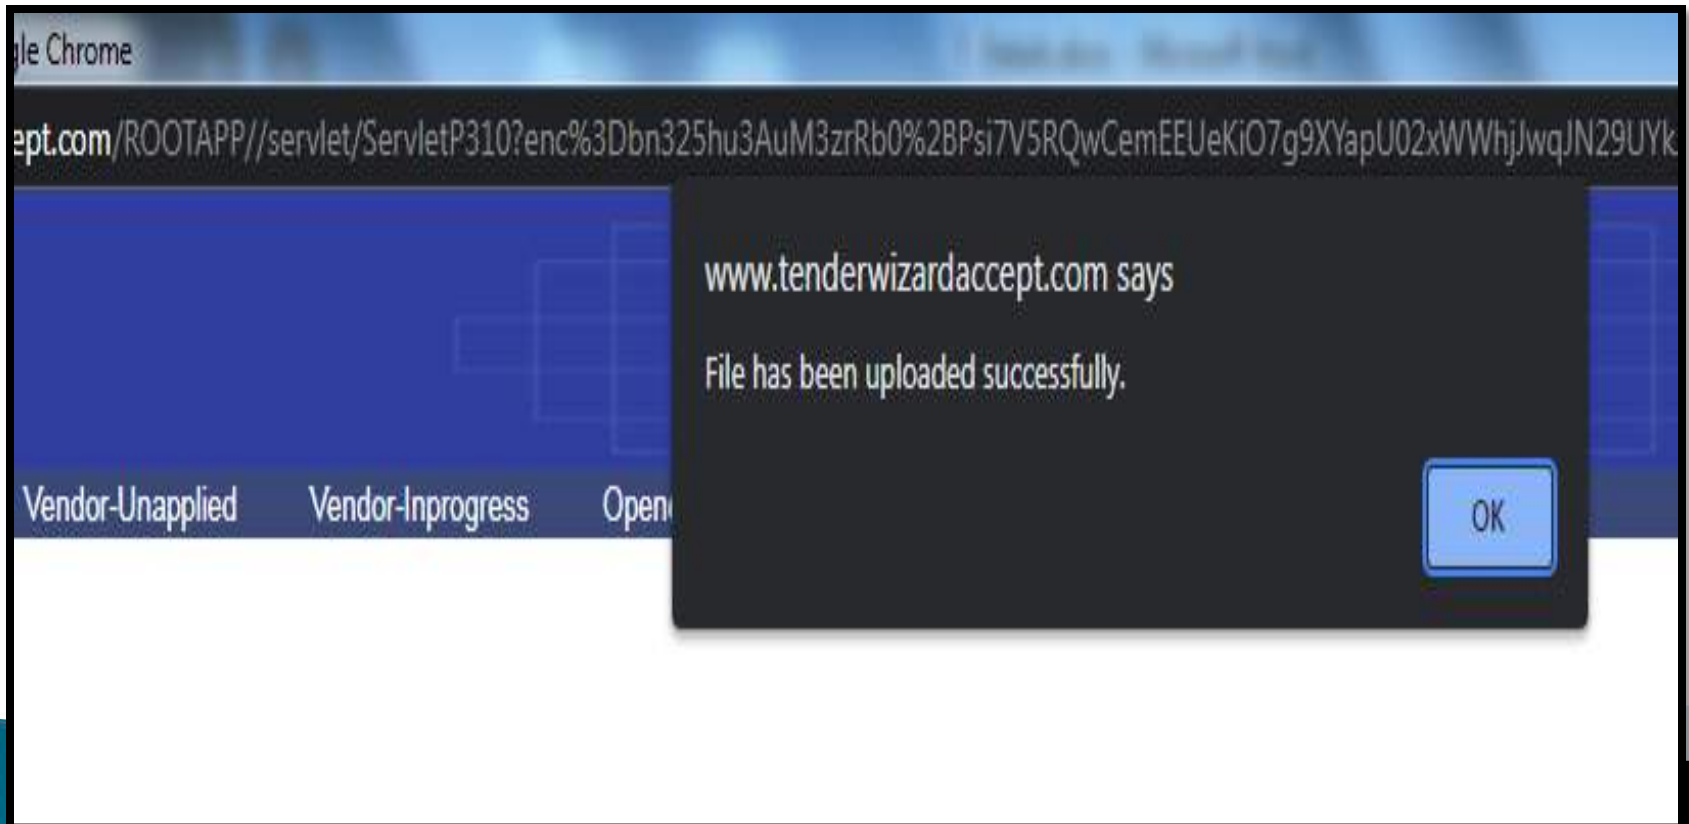 gle Chrome
ept.com/ROOTAPP//servlet/ServletP310?enc%3Dbn325hu3AuM3zrRb0%2BPsi7V5RQwCemEEUeKiO7g9XYapU02xWWhjJwqJN29UYk
www.tenderwizardaccept.com says
File has been uploaded successfully.
Vendor-Unapplied Vendor-Inprogress Open
OK